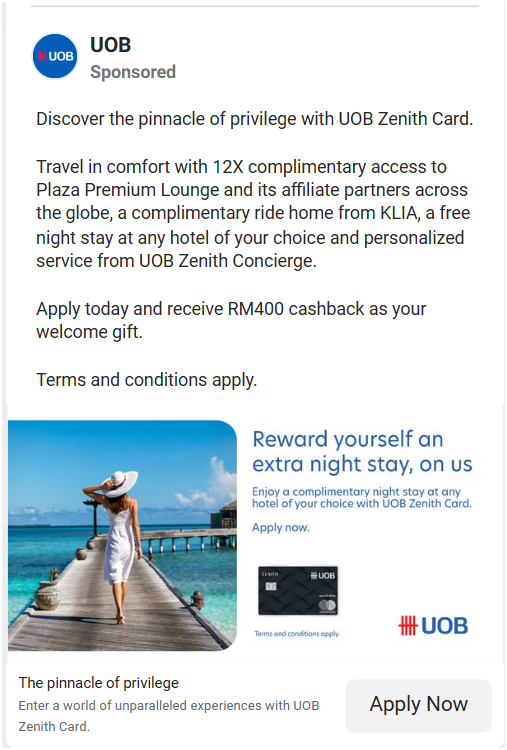 UOB
UOB
Sponsored
Discover the pinnacle of privilege with UOB Zenith Card.
Travel in comfort with 12X complimentary access to
Plaza Premium Lounge and its affiliate partners across
the globe, a complimentary ride home from KLIA, a free
night stay at any hotel of your choice and personalized
service from UOB Zenith Concierge.
Apply today and receive RM400 cashback as your
welcome gift.
Terms and conditions apply.
Reward yourself an
extra night stay, on us
Enjoy a complimentary night stay at any
hotel of your choice with UOB Zenith Card.
Apply now.
ZENITH
UOB
Terms and conditions apply.
UOB
The pinnacle of privilege
Enter a world of unparalleled experiences with UOB
Zenith Card.
Apply Now